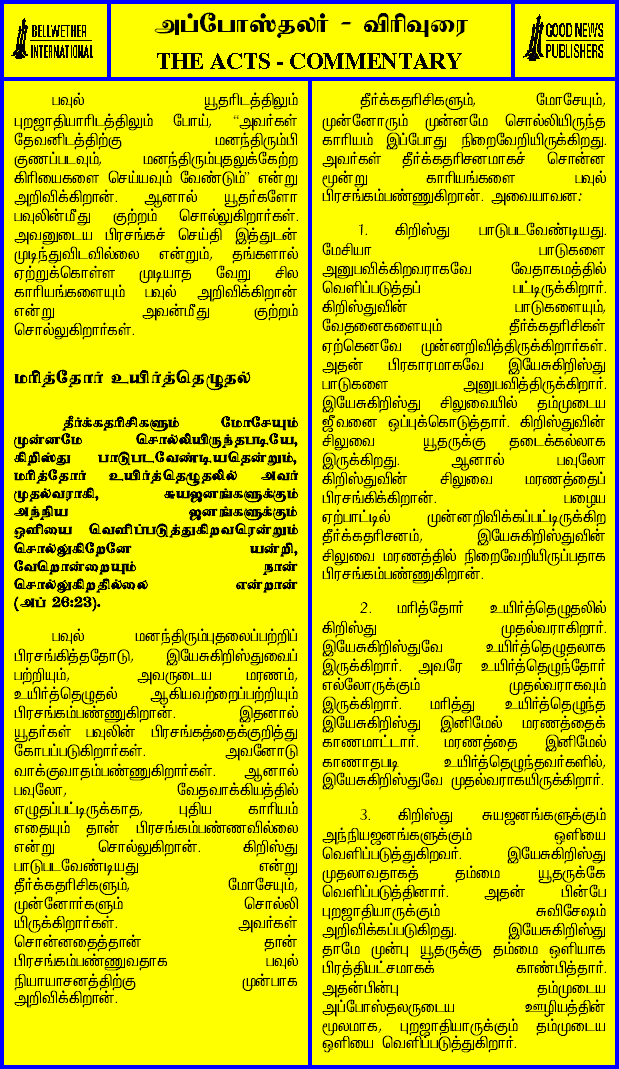 BELLWETHER
INTERNATIONAL
அப்போஸ்தலர் - விரிவுரை
THE ACTS - COMMENTARY
GOOD NEWS
PUBLISHERS
பவுல் யூதரிடத்திலும்
புறஜாதியாரிடத்திலும் போய், “அவர்கள்
தேவனிடத்திற்கு மனந்திரும்பி
குணப்படவும், மனந்திரும்புதலுக்கேற்ற
கிரியைகளை செய்யவும் வேண்டும்” என்று
அறிவிக்கிறான். ஆனால் யூதர்களோ
பவுலின்மீது குற்றம் சொல்லுகிறார்கள்.
அவனுடைய பிரசங்கச் செய்தி இத்துடன்
முடிந்துவிடவில்லை என்றும், தங்களால்
ஏற்றுக்கொள்ள முடியாத வேறு சில
காரியங்களையும் பவுல் அறிவிக்கிறான்
என்று அவன்மீது குற்றம்
சொல்லுகிறார்கள்.
மரித்தோர் உயிர்த்தெழுதல்
தீர்க்கதரிசிகளும் மோசேயும்
முன்னமே சொல்லியிருந்தபடியே,
கிறிஸ்து பாடுபடவேண்டியதென்றும்,
மரித்தோர் உயிர்த்தெழுதலில் அவர்
முதல்வராகி, சுயஜனங்களுக்கும்
அந்நிய ஜனங்களுக்கும்
ஒளியை வெளிப்படுத்துகிறவரென்றும்
சொல்லுகிறேனே யன்றி,
வேறொன்றையும் நான்
சொல்லுகிறதில்லை என்றான்
(அப் 26:23).
பவுல் மனந்திரும்புதலைப்பற்றிப்
பிரசங்கித்ததோடு, இயேசுகிறிஸ்துவைப்
பற்றியும், அவருடைய மரணம்,
உயிர்த்தெழுதல் ஆகியவற்றைப்பற்றியும்
பிரசங்கம்பண்ணுகிறான். இதனால்
யூதர்கள் பவுலின் பிரசங்கத்தைக்குறித்து
கோபப்படுகிறார்கள். அவனோடு
வாக்குவாதம்பண்ணுகிறார்கள். ஆனால்
பவுலோ, வேதவாக்கியத்தில்
எழுதப்பட்டிருக்காத, புதிய காரியம்
எதையும் தான் பிரசங்கம்பண்ணவில்லை
என்று சொல்லுகிறான். கிறிஸ்து
பாடுபடவேண்டியது என்று
தீர்க்கதரிசிகளும், மோசேயும்,
முன்னோர்களும் சொல்லி
யிருக்கிறார்கள். அவர்கள்
சொன்னதைத்தான் தான்
பிரசங்கம்பண்ணுவதாக பவுல்
நியாயாசனத்திற்கு முன்பாக
அறிவிக்கிறான்.
தீர்க்கதரிசிகளும், மோசேயும்,
முன்னோரும் முன்னமே சொல்லியிருந்த
காரியம் இப்போது நிறைவேறியிருக்கிறது.
அவர்கள் தீர்க்கதரிசனமாகச் சொன்ன
மூன்று காரியங்களை பவுல்
பிரசங்கம்பண்ணுகிறான். அவையாவன:
1. கிறிஸ்து பாடுபடவேண்டியது.
மேசியா பாடுகளை
அனுபவிக்கிறவராகவே வேதாகமத்தில்
வெளிப்படுத்தப் பட்டிருக்கிறார்.
கிறிஸ்துவின் பாடுகளையும்,
வேதனைகளையும் தீர்க்கதரிசிகள்
ஏற்கெனவே முன்னறிவித்திருக்கிறார்கள்.
அதன் பிரகாரமாகவே இயேசுகிறிஸ்து
பாடுகளை அனுபவித்திருக்கிறார்.
இயேசுகிறிஸ்து சிலுவையில் தம்முடைய
ஜீவனை ஒப்புக்கொடுத்தார். கிறிஸ்துவின்
சிலுவை யூதருக்கு தடைக்கல்லாக
இருக்கிறது. ஆனால் பவுலோ
கிறிஸ்துவின் சிலுவை மரணத்தைப்
பிரசங்கிக்கிறான். பழைய
ஏற்பாட்டில் முன்னறிவிக்கப்பட்டிருக்கிற
தீர்க்கதரிசனம், இயேசுகிறிஸ்துவின்
சிலுவை மரணத்தில் நிறைவேறியிருப்பதாக
பிரசங்கம்பண்ணுகிறான்.
2. மரித்தோர் உயிர்த்தெழுதலில்
கிறிஸ்து முதல்வராகிறார்.
இயேசுகிறிஸ்துவே உயிர்த்தெழுதலாக
இருக்கிறார். அவரே உயிர்த்தெழுந்தோர்
எல்லோருக்கும் முதல்வராகவும்
இருக்கிறார். மரித்து உயிர்த்தெழுந்த
இயேசுகிறிஸ்து இனிமேல் மரணத்தைக்
காணமாட்டார். மரணத்தை இனிமேல்
காணாதபடி உயிர்த்தெழுந்தவர்களில்,
இயேசுகிறிஸ்துவே முதல்வராகயிருக்கிறார்.
3. கிறிஸ்து சுயஜனங்களுக்கும்
அந்நியஜனங்களுக்கும் ஒளியை
வெளிப்படுத்துகிறவர். இயேசுகிறிஸ்து
முதலாவதாகத் தம்மை யூதருக்கே
வெளிப்படுத்தினார். அதன் பின்பே
புறஜாதியாருக்கும் சுவிசேஷம்
அறிவிக்கப்படுகிறது. இயேசுகிறிஸ்து
தாமே முன்பு யூதருக்கு தம்மை ஒளியாக
பிரத்தியட்சமாகக் காண்பித்தார்.
அதன்பின்பு தம்முடைய
அப்போஸ்தலருடைய ஊழியத்தின்
மூலமாக, புறஜாதியாருக்கும் தம்முடைய
ஒளியை வெளிப்படுத்துகிறார்.